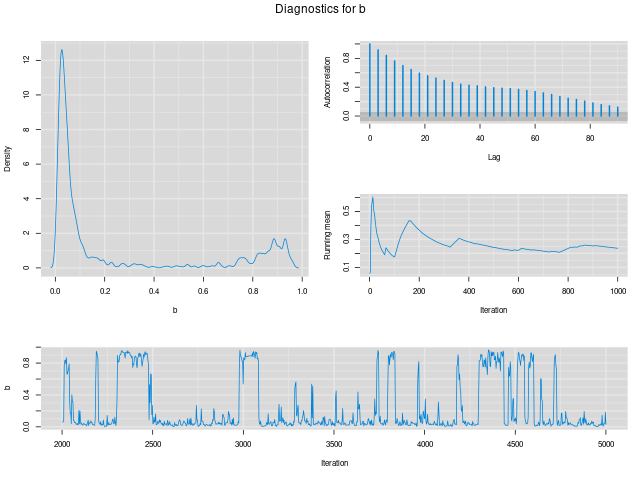 Diagnostics for b
Density
12
10
8
6
4
2
0
0.0 0.2 0.4 0.6 0.8 1.0
b
Autocorrelation
0.8
0.4
0.0
0 20 40 60 80
Lag
Running mean
0.5
0.3
0.1
0 200 400 600 800 1000
Iteration
b
0.8
0.4
0.0
2000 2500 3000 3500 4000 4500 5000
Iteration